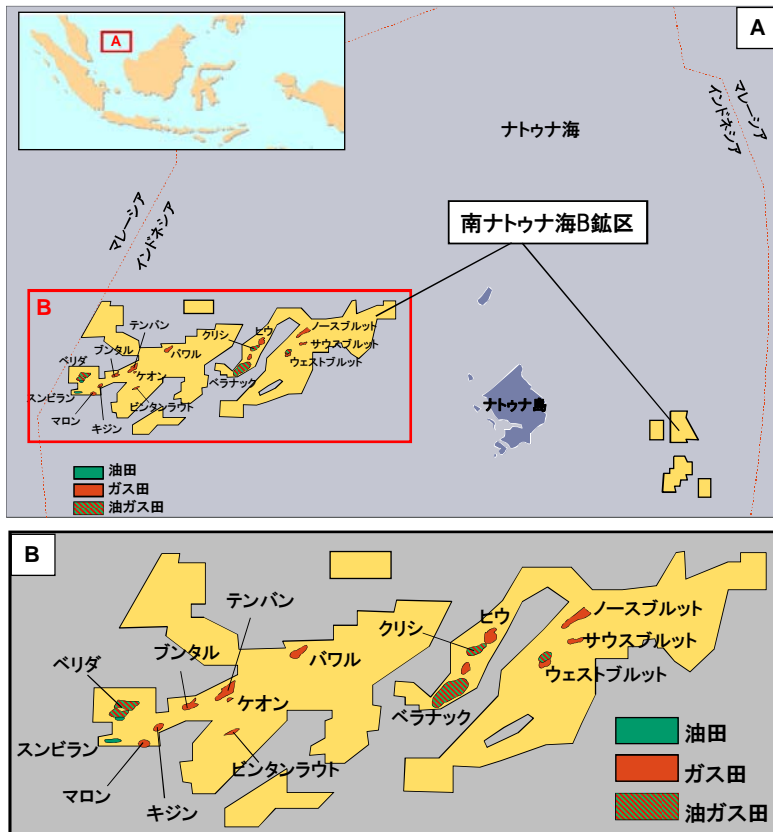 A
A
ナトゥナ海
マレーシア
インドネシア
マレーシア
インドネシア
南ナトゥナ海B鉱区
B
テンバン
クリシ
ヒウ
ノースブルット
ブンタル
バワル
サウスブルット
ベリダ
ウェストブルット
ケオン
ベラナック
スンビラン
ビンタンラウト
マロン
キジン
ナトゥナ島
油田
ガス田
油ガス田
B
テンバン
ヒウ
ノースブルット
クリシ
サウスブルット
ブンタル
バワル
ベリダ
ウェストブルット
ケオン
ベラナック
スンビラン
ビンタンラウト
マロン
キジン
油田
ガス田
油ガス田